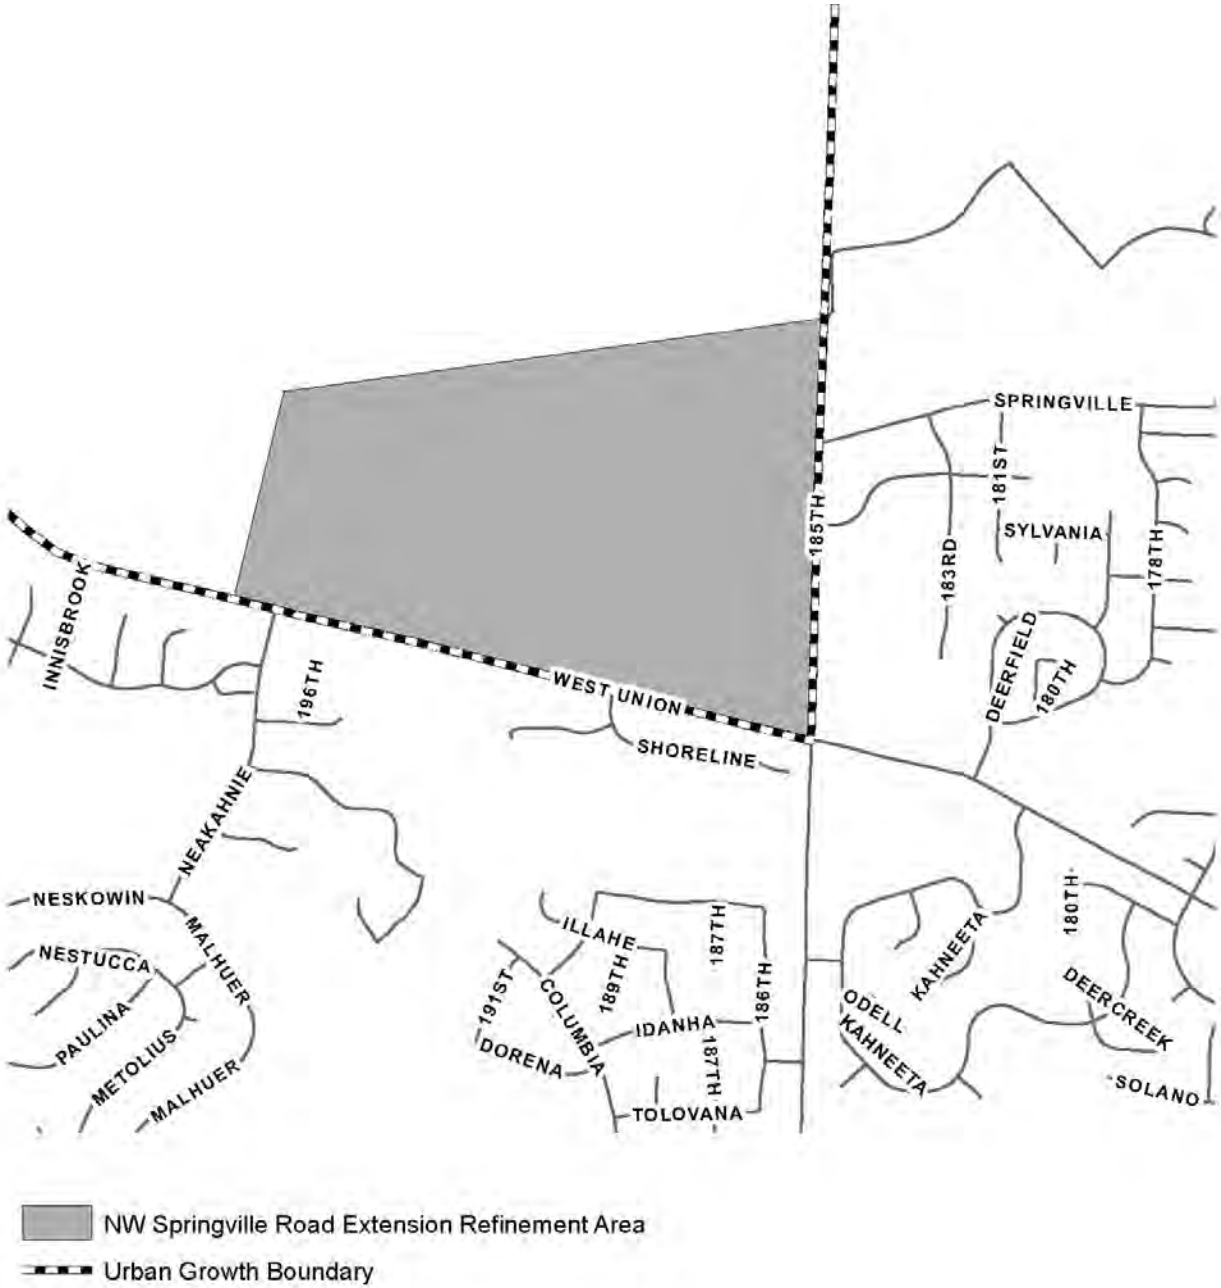 SPRINGVILLE
181ST
185TH
SYLVANIA
183RD
178TH
INNISBROOK
DEERFIELD
180TH
196TH
WEST UNION
SHORELINE
NEAKAHNIE
NESKOWIN
180TH
MALHUER
ILLAHE
187TH
KAHNEETA
NESTUCCA
189TH
186TH
191ST
COLUMBIA
DEERCREEK
ODELL
PAULINA
IDANHA
KAHNEETA
METOLIUS
DORENA
187TH
MALHUER
SOLANO
TOLOVANA
NW Springville Road Extension Refinement Area
Urban Growth Boundary